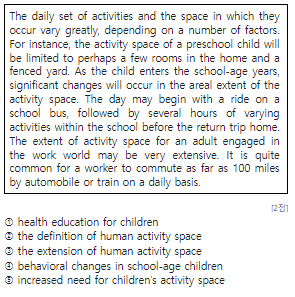 The daily set of activities and the space in which they
occur vary greatly, depending on a number of factors.
For instance, the activity space of a preschool child will
be limited to perhaps a few rooms in the home and a
fenced yard. As the child enters the school-age years,
significant changes will occur in the areal extent of the
activity space. The day may begin with a ride on a
school bus, followed by several hours of varying
activities within the school before the return trip home.
The extent of activity space for an adult engaged in
the work world may be very extensive. It is quite
common for a worker to commute as far as 100 miles
by automobile or train on a daily basis.
[2점]
① health education for children
② the definition of human activity space
③ the extension of human activity space
④ behavioral changes in school-age children
⑤ increased need for children's activity space